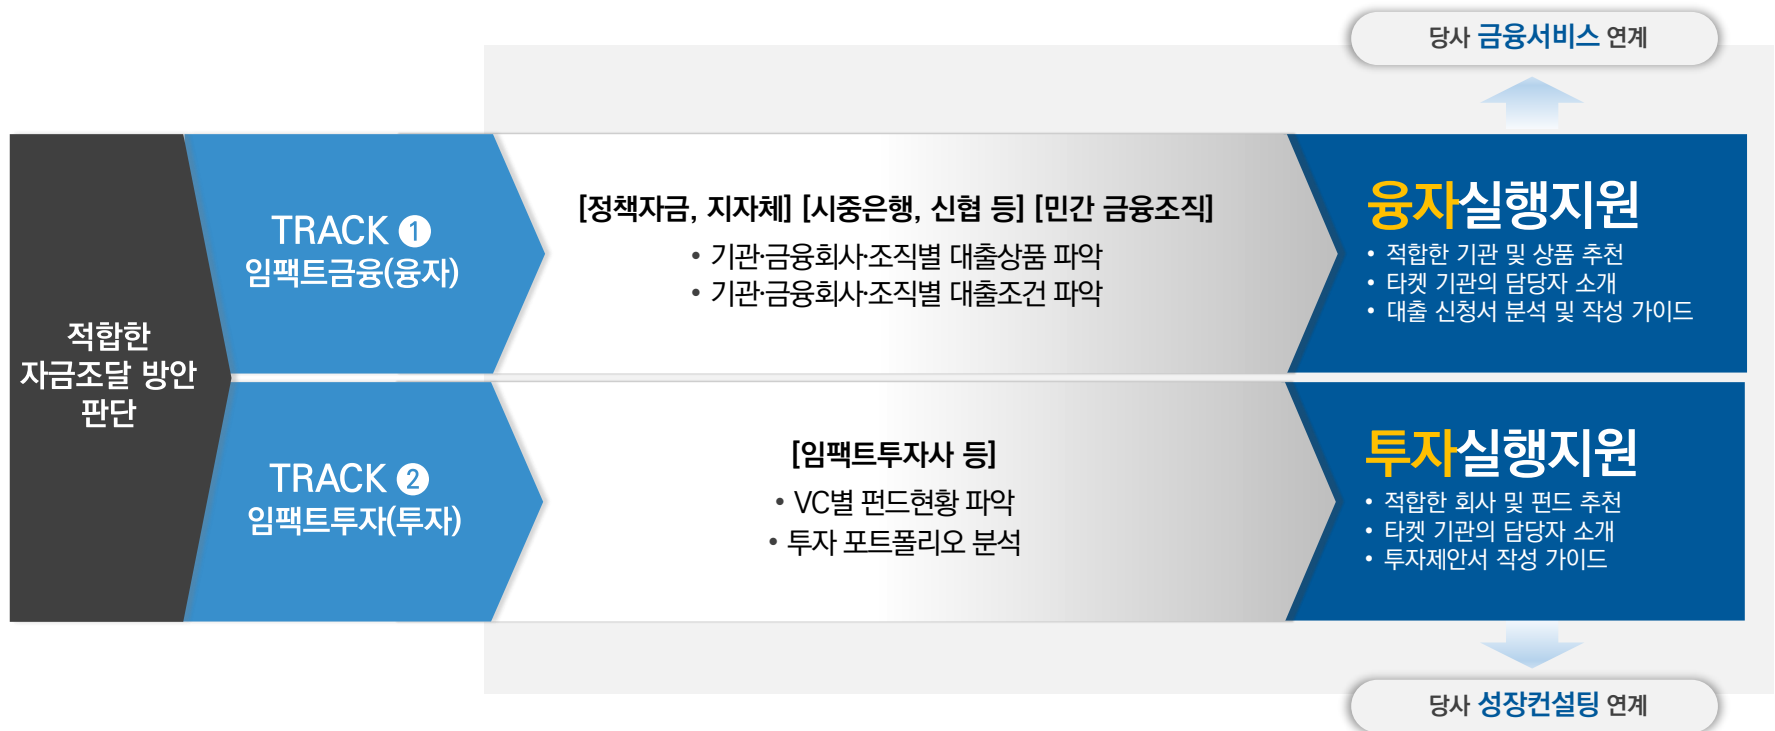 당사 금융서비스 연계
적합한
자금조달 방안
판단
TRACK ❶
임팩트금융(융자)
[정책자금, 지자체] [시중은행, 신협 등] [민간 금융조직]
• 기관·금융회사·조직별 대출상품 파악
• 기관·금융회사·조직별 대출조건 파악
융자실행지원
• 적합한 기관 및 상품 추천
• 타켓 기관의 담당자 소개
• 대출 신청서 분석 및 작성 가이드
TRACK ❷
임팩트투자(투자)
[임팩트투자사 등]
• VC별 펀드현황 파악
• 투자 포트폴리오 분석
투자실행지원
• 적합한 회사 및 펀드 추천
• 타켓 기관의 담당자 소개
• 투자제안서 작성 가이드
당사 성장컨설팅 연계